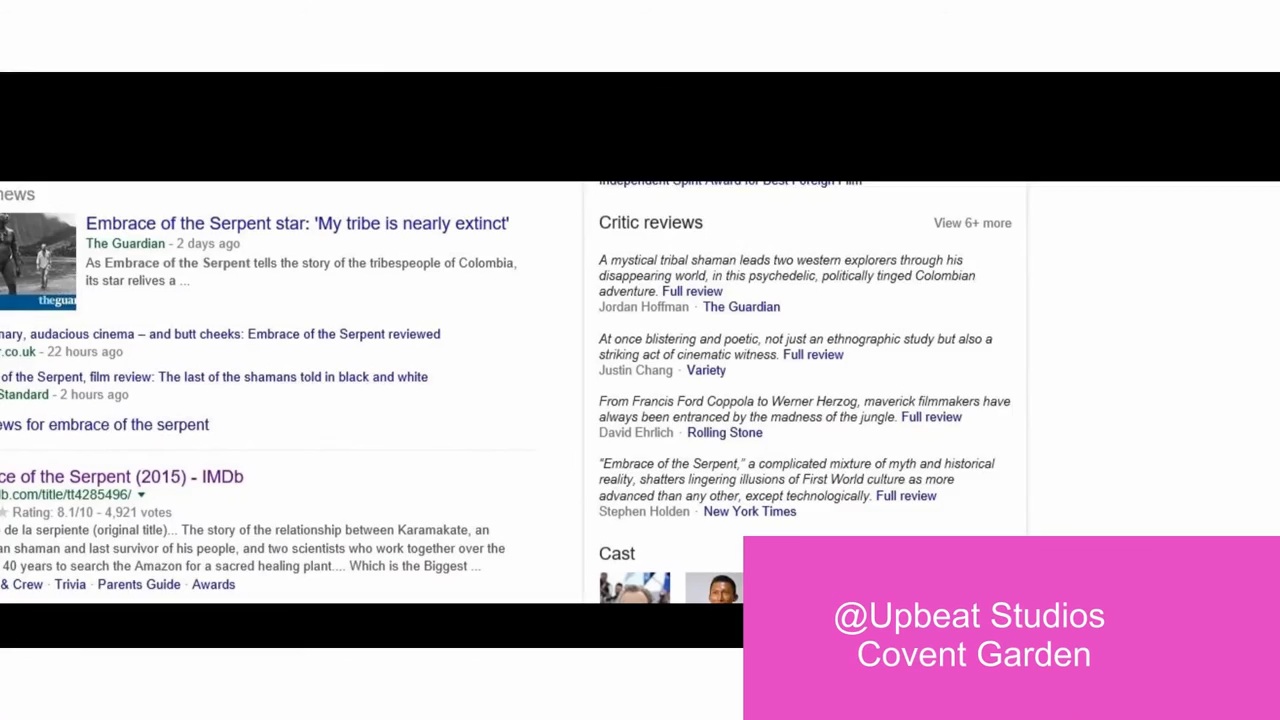 news
Embrace of the Serpent star: 'My tribe is nearly extinct'
The Guardian - 2 days ago
As Embrace of the Serpent tells the story of the tribespeople of Colombia,
its star relives a ...
theguar
nary, audacious cinema – and butt cheeks: Embrace of the Serpent reviewed
r.co.uk - 22 hours ago
of the Serpent, film review: The last of the shamans told in black and white
Standard - 2 hours ago
ews for embrace of the serpent
ce of the Serpent (2015) - IMDb
b.com/title/tt4285496/
Rating: 8.1/10 - 4,921 votes
de la serpiente (original title)... The story of the relationship between Karamakate, an
an shaman and last survivor of his people, and two scientists who work together over the
40 years to search the Amazon for a sacred healing plant.... Which is the Biggest ...
& Crew · Trivia · Parents Guide · Awards
Independent Spirit Award for Best Foreign Film
Critic reviews
View 6+ more
A mystical tribal shaman leads two western explorers through his
disappearing world, in this psychedelic, politically tinged Colombian
adventure. Full review
Jordan Hoffman · The Guardian
At once blistering and poetic, not just an ethnographic study but also a
striking act of cinematic witness. Full review
Justin Chang · Variety
From Francis Ford Coppola to Werner Herzog, maverick filmmakers have
always been entranced by the madness of the jungle. Full review
David Ehrlich · Rolling Stone
“Embrace of the Serpent,” a complicated mixture of myth and historical
reality, shatters lingering illusions of First World culture as more
advanced than any other, except technologically. Full review
Stephen Holden · New York Times
Cast
@Upbeat Studios
Covent Garden